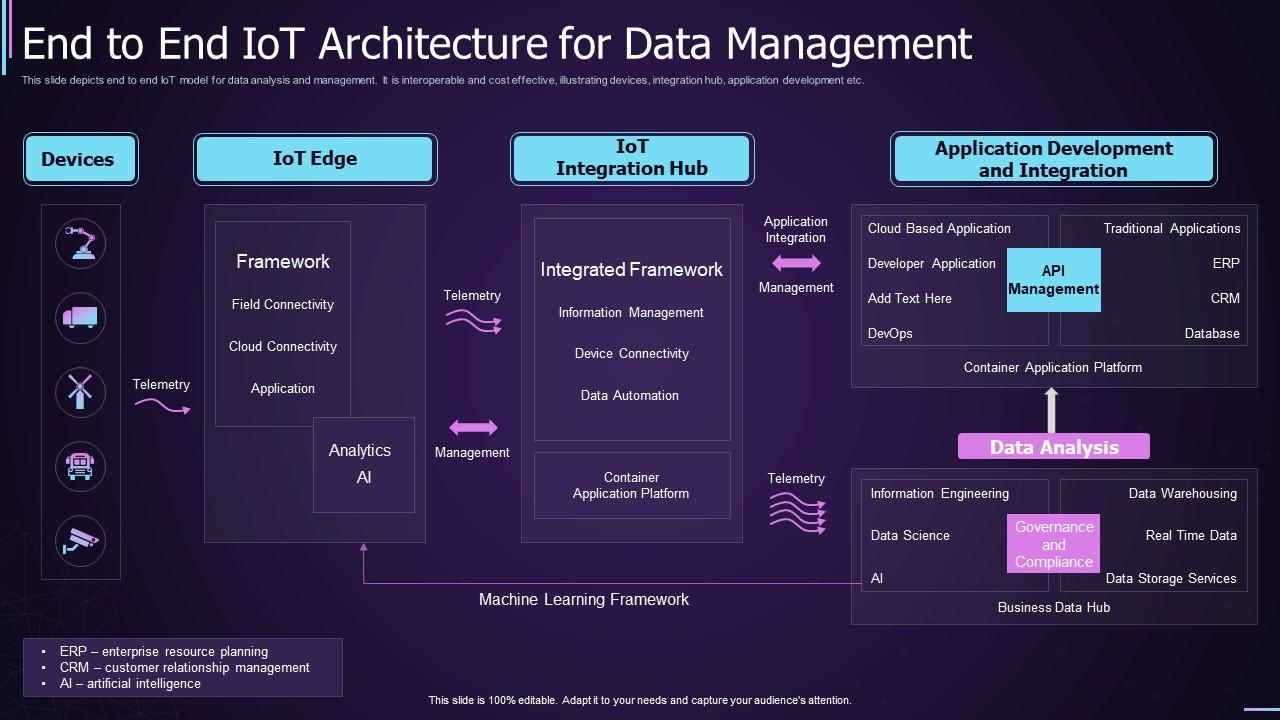 End to End IoT Architecture for Data Management
This slide depicts end to end IoT model for data analysis and management. It is interoperable and cost effective, illustrating devices, integration hub, application development etc.
Devices
IoT Edge
IoT
Integration Hub
Application Development
and Integration
Telemetry
Framework
Field Connectivity
Cloud Connectivity
Application
Analytics
AI
Telemetry
Management
Integrated Framework
Information Management
Device Connectivity
Data Automation
Container
Application Platform
Application
Integration
Management
Telemetry
Cloud Based Application
Developer Application
Add Text Here
DevOps
API
Management
Traditional Applications
ERP
CRM
Database
Container Application Platform
Data Analysis
Information Engineering
Data Science
AI
Governance
and
Compliance
Data Warehousing
Real Time Data
Data Storage Services
Business Data Hub
Machine Learning Framework
• ERP – enterprise resource planning
• CRM – customer relationship management
• AI – artificial intelligence
This slide is 100% editable. Adapt it to your needs and capture your audience's attention.